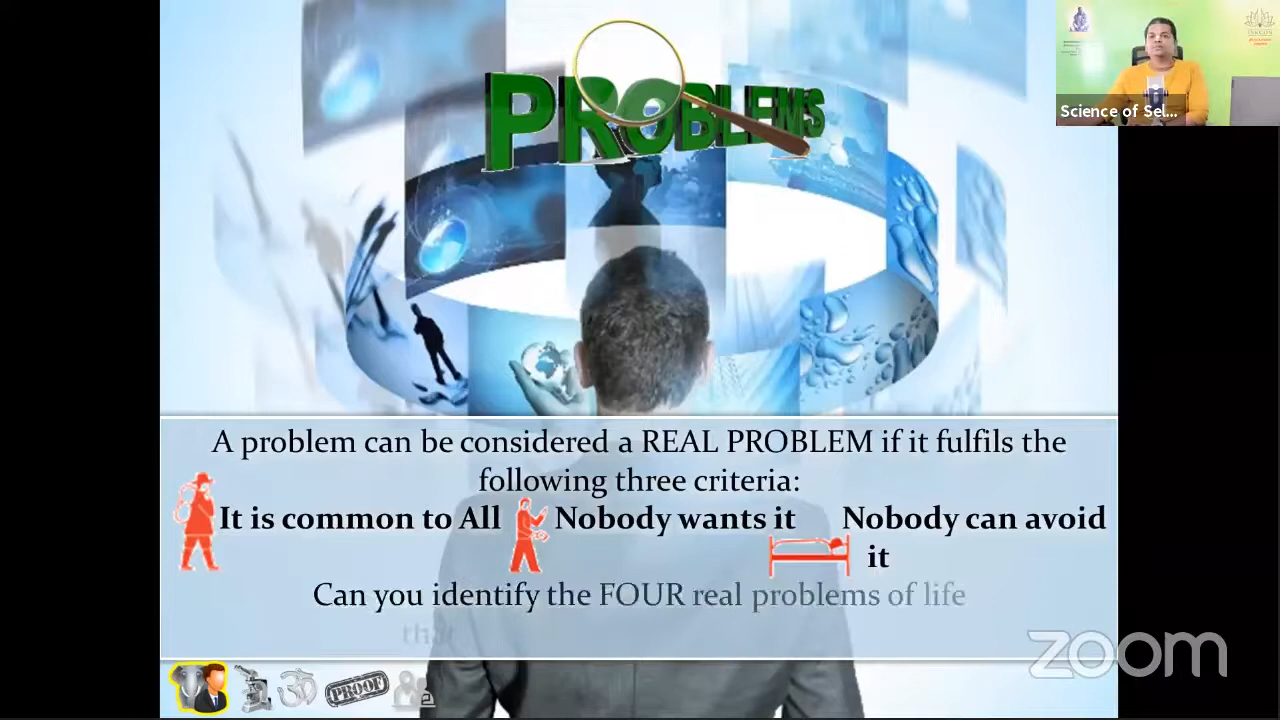 PROBLEMS
Science of Sel...
A problem can be considered a REAL PROBLEM if it fulfils the
following three criteria:
It is common to All Nobody wants it Nobody can avoid
it
Can you identify the FOUR real problems of life
that
zoom
ॐ
PROOF